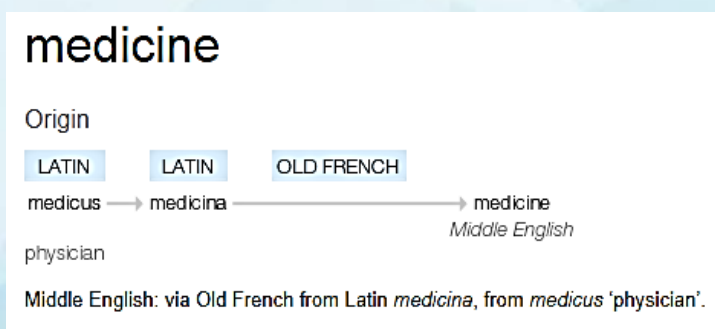 medicine
Origin
LATIN LATIN OLD FRENCH
medicus medicina medicine
Middle English
physician
Middle English: via Old French from Latin medicina, from medicus ‘physician’.